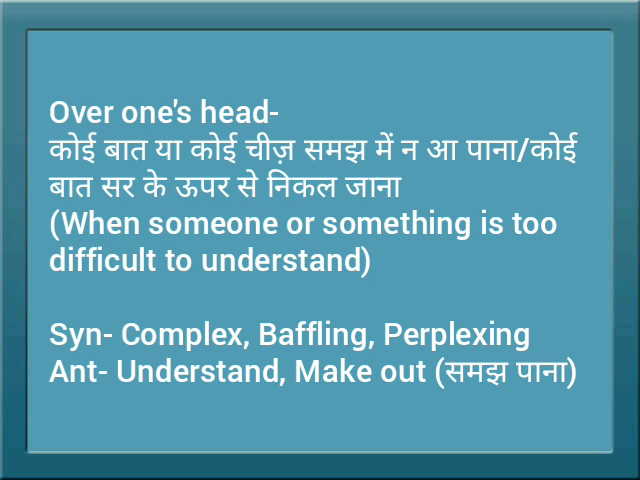 Over one's head-
कोई बात या कोई चीज़ समझ में न आ पाना/कोई
बात सर के ऊपर से निकल जाना
(When someone or something is too
difficult to understand)
Syn- Complex, Baffling, Perplexing
Ant- Understand, Make out (समझ पाना)